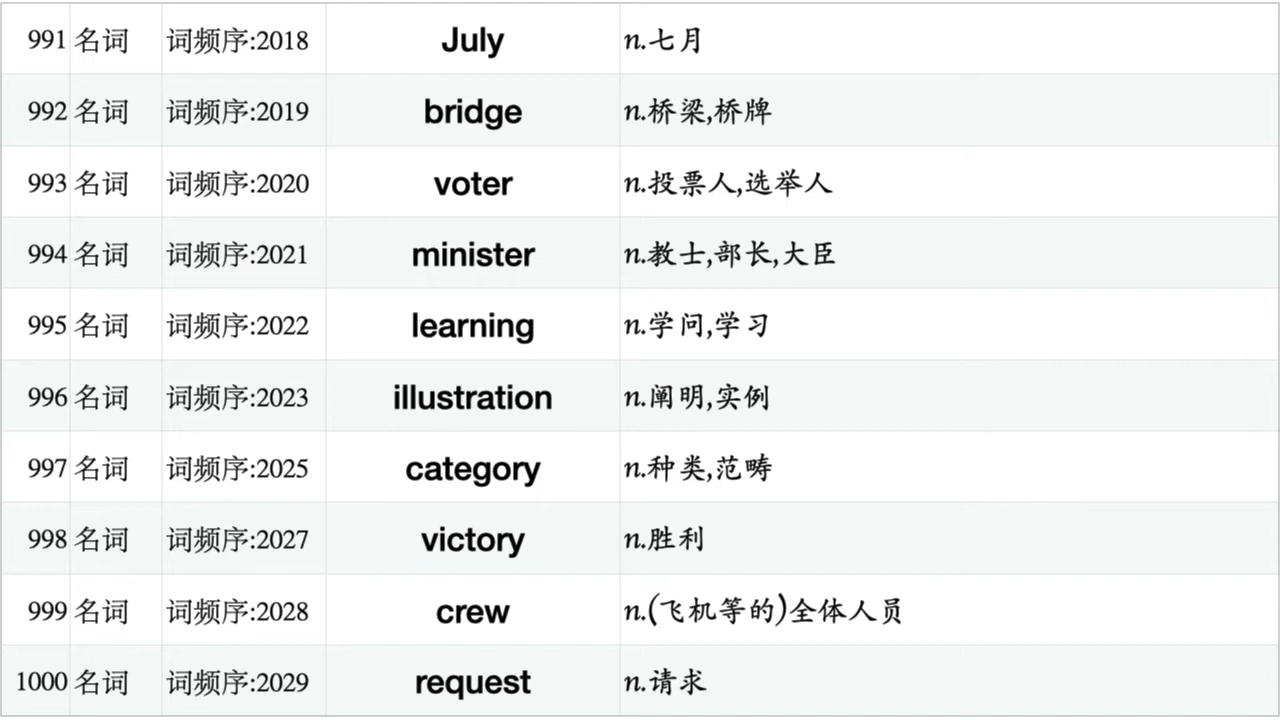 991 名词 词频序:2018 July n.七月
992 名词 词频序:2019 bridge n.桥梁,桥牌
993 名词 词频序:2020 voter n.投票人,选举人
994 名词 词频序:2021 minister n.教士,部长,大臣
995 名词 词频序:2022 learning n.学问,学习
996 名词 词频序:2023 illustration n.阐明,实例
997 名词 词频序:2025 category n.种类,范畴
998 名词 词频序:2027 victory n.胜利
999 名词 词频序:2028 crew n.(飞机等的)全体人员
1000 名词 词频序:2029 request n.请求